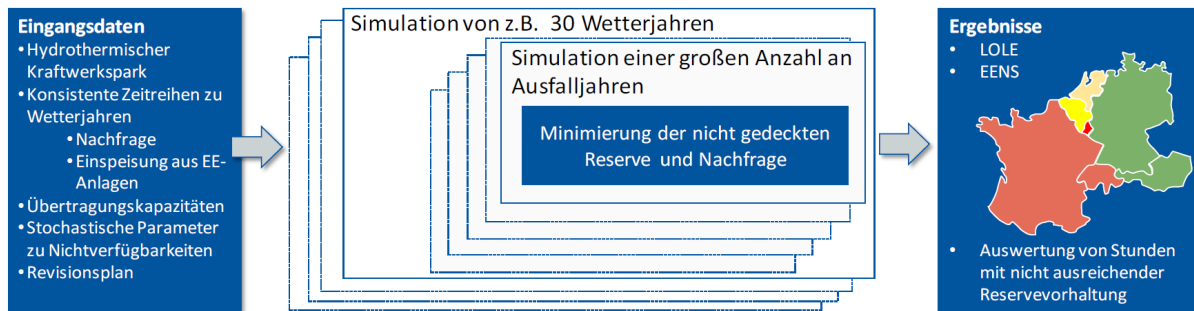 Eingangsdaten
• Hydrothermischer
Kraftwerkspark
• Konsistente Zeitreihen zu
Wetterjahren
• Nachfrage
• Einspeisung aus EE-
Anlagen
• Übertragungskapazitäten
• Stochastische Parameter
zu Nichtverfügbarkeiten
• Revisionsplan
Simulation von z.B. 30 Wetterjahren
Simulation einer großen Anzahl an
Ausfalljahren
Minimierung der nicht gedeckten
Reserve und Nachfrage
Ergebnisse
• LOLE
• EENS
• Auswertung von Stunden
mit nicht ausreichender
Reservevorhaltung